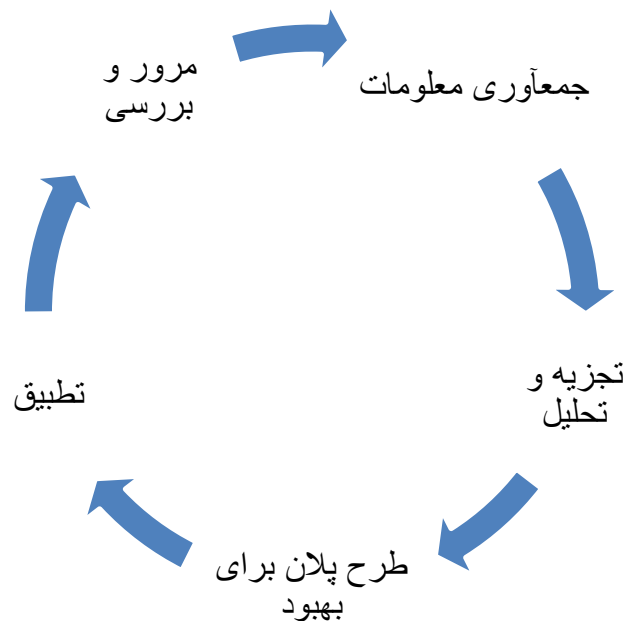 جمعآوری معلومات
تجزیه و
تحلیل
طرح پلان برای
بهبود
تطبیق
مرور و
بررسی